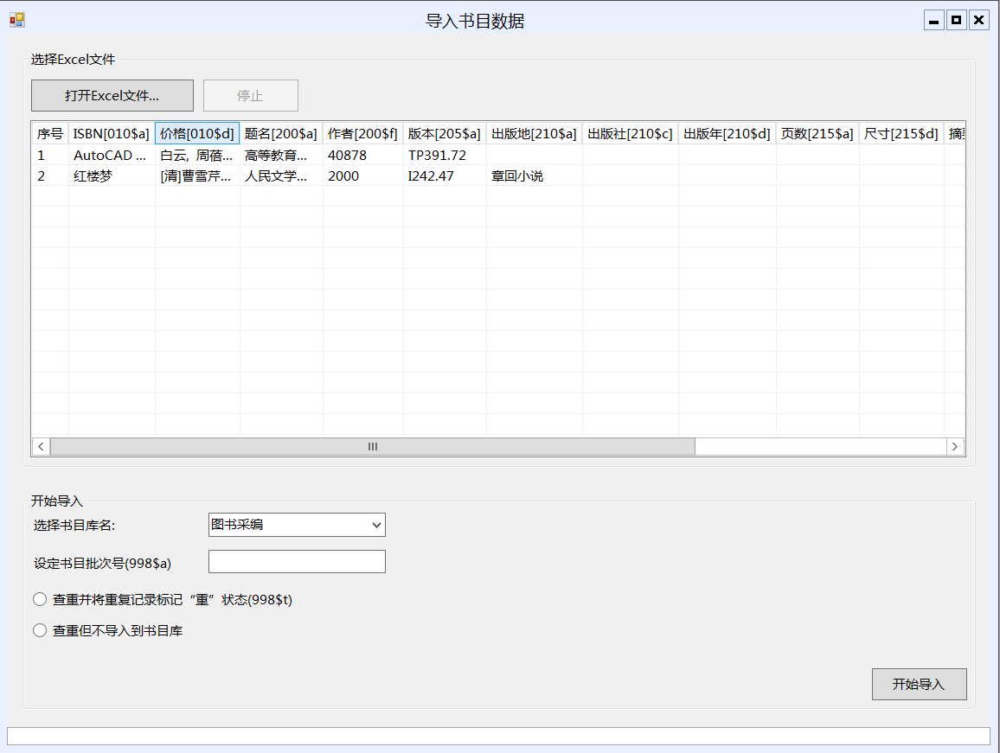 导入书目数据
选择Excel文件
打开Excel文件... 停止
序号 ISBN[010$a] 价格[010$d] 题名[200$a] 作者[200$f] 版本[205$a] 出版地[210$a] 出版社[210$c] 出版年[210$d] 页数[215$a] 尺寸[215$d]
1 AutoCAD ... 白云, 周蓓... 高等教育... 40878 TP391.72
2 红楼梦 [清]曹雪芹... 人民文学... 2000 I242.47 章回小说
开始导入
选择书目库名: 图书采编
设定书目批次号(998$a)
查重并将重复记录标记“重”状态(998$t)
查重但不导入到书目库
开始导入